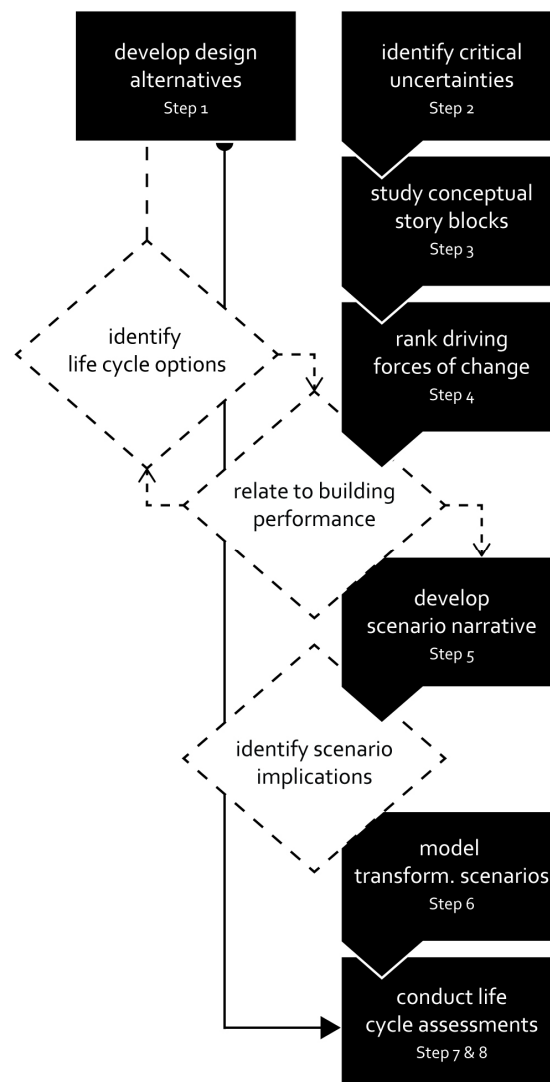 develop design
alternatives
Step 1
identify critical
uncertainties
Step 2
study conceptual
story blocks
Step 3
identify
life cycle options
rank driving
forces of change
Step 4
relate to building
performance
develop
scenario narrative
Step 5
identify scenario
implications
model
transform. scenarios
Step 6
conduct life
cycle assessments
Step 7 & 8